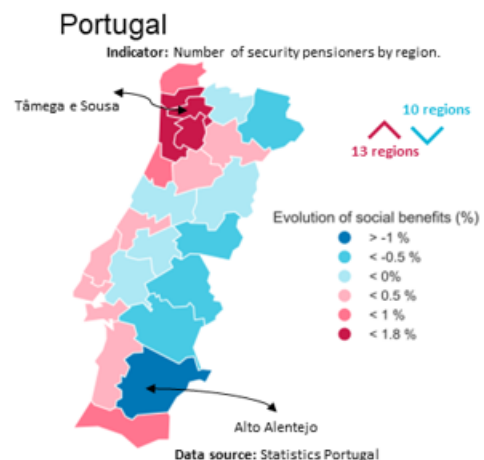 Portugal
Indicator: Number of security pensioners by region.
Tâmega e Sousa
10 regions
13 regions
Evolution of social benefits (%)
> -1 %
< -0.5 %
< 0%
< 0.5 %
< 1 %
< 1.8 %
Alto Alentejo
Data source: Statistics Portugal